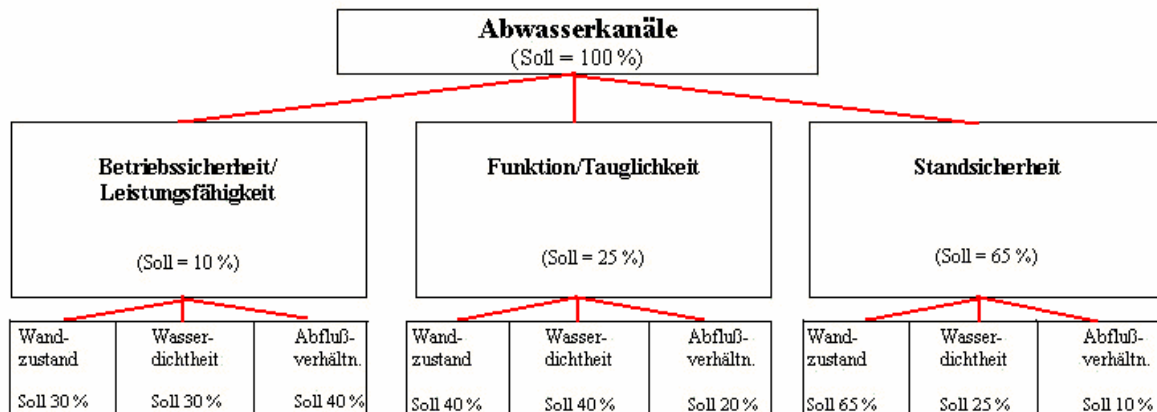 Abwasserkanäle
(Soll = 100 %)
Betriebssicherheit/
Leistungsfähigkeit
(Soll = 10 %)
Funktion/Tauglichkeit
(Soll = 25 %)
Standsicherheit
(Soll = 65 %)
Wand-
zustand
Soll 30 %
Wasser-
dichtheit
Soll 30 %
Abfluß-
verhältn.
Soll 40 %
Wand-
zustand
Soll 40 %
Wasser-
dichtheit
Soll 40 %
Abfluß-
verhältn.
Soll 20 %
Wand-
zustand
Soll 65 %
Wasser-
dichtheit
Soll 25 %
Abfluß-
verhältn.
Soll 10 %